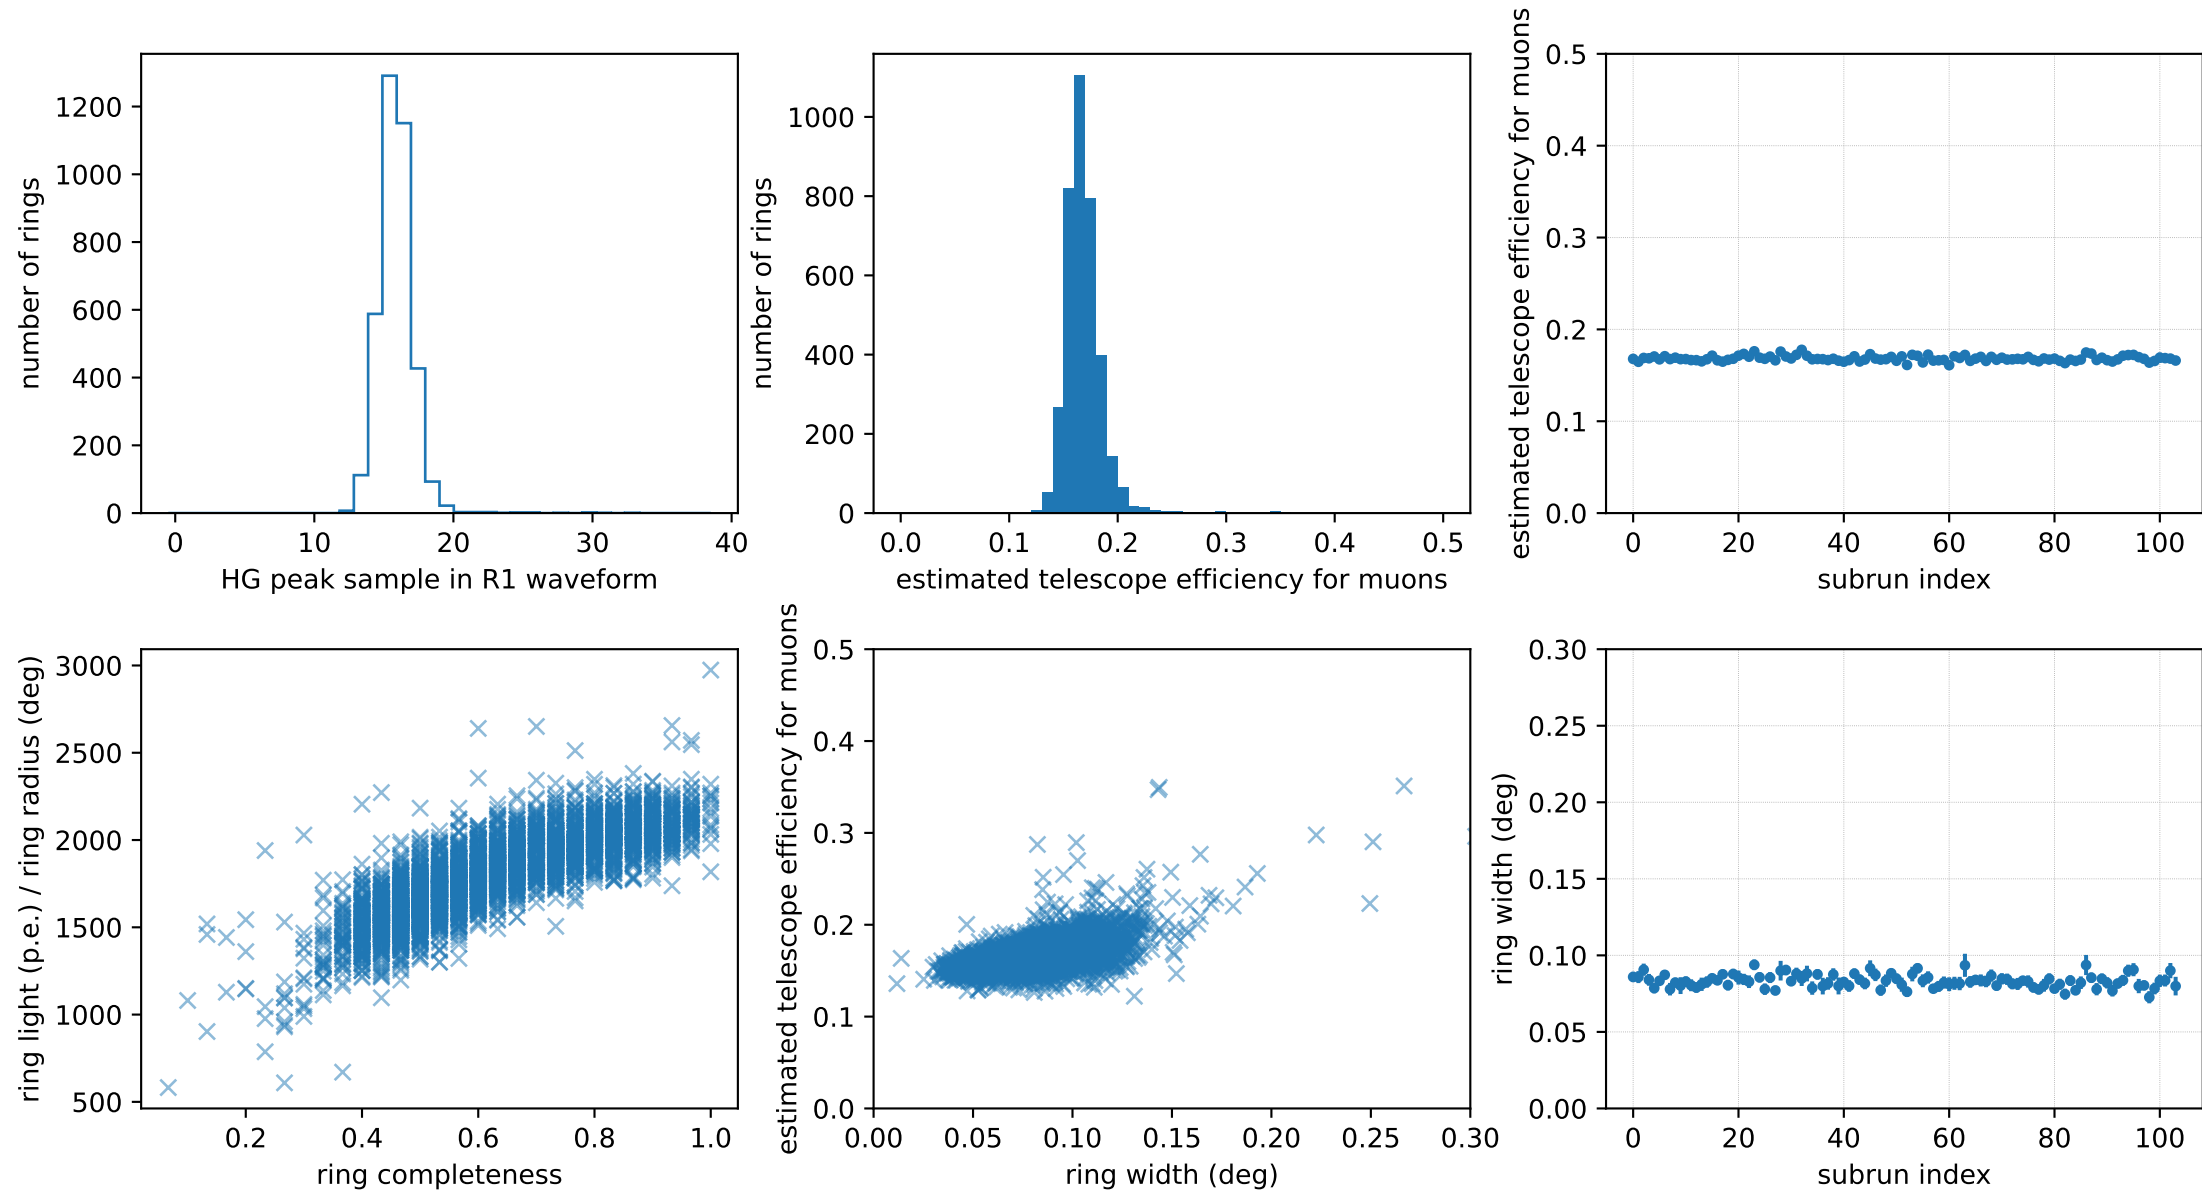 number of rings
1200
1000
800
600
400
200
0
0 10 20 30 40
HG peak sample in R1 waveform
number of rings
1000
800
600
400
200
0
0.0 0.1 0.2 0.3 0.4 0.5
estimated telescope efficiency for muons
estimated telescope efficiency for muons
0.5
0.4
0.3
0.2
0.1
0.0
0 20 40 60 80 100
subrun index
ring light (p.e.) / ring radius (deg)
3000
2500
2000
1500
1000
500
0.2 0.4 0.6 0.8 1.0
ring completeness
estimated telescope efficiency for muons
0.5
0.4
0.3
0.2
0.1
0.0
0.00 0.05 0.10 0.15 0.20 0.25 0.30
ring width (deg)
ring width (deg)
0.30
0.25
0.20
0.15
0.10
0.05
0.00
0 20 40 60 80 100
subrun index